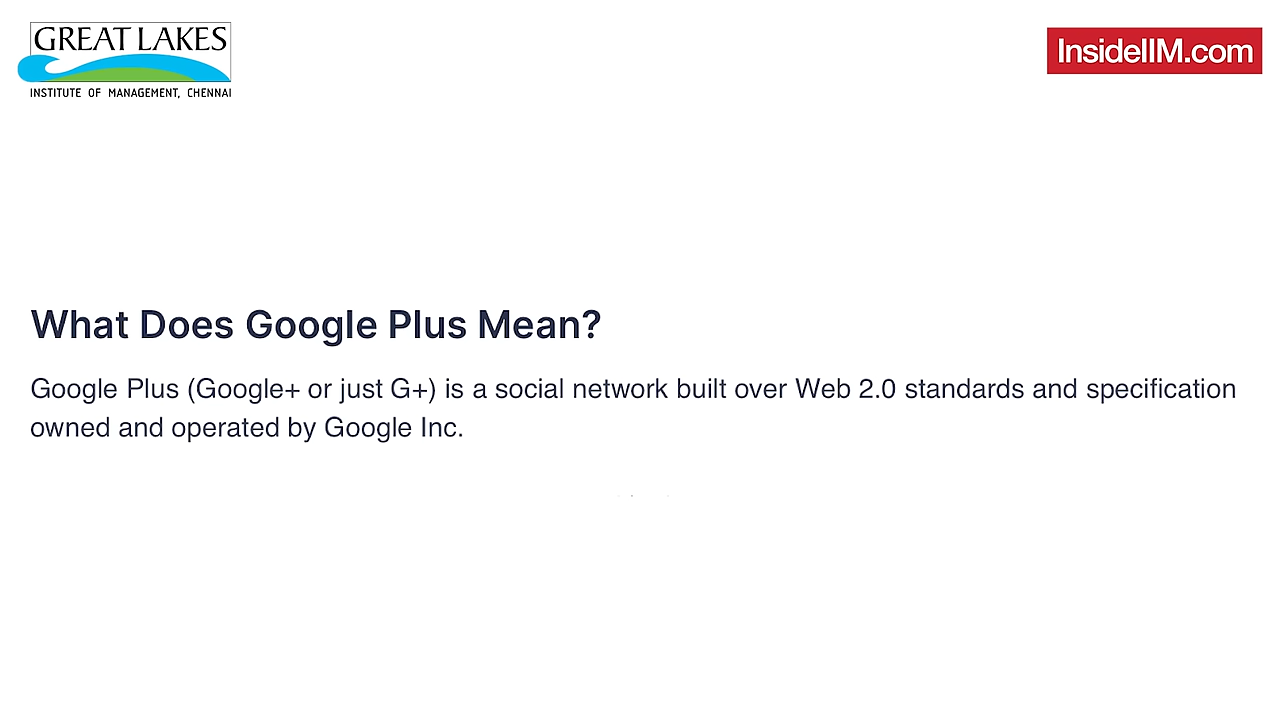 GREAT LAKES
INSTITUTE OF MANAGEMENT, CHENNAI
InsideIIM.com
What Does Google Plus Mean?
Google Plus (Google+ or just G+) is a social network built over Web 2.0 standards and specification
owned and operated by Google Inc.